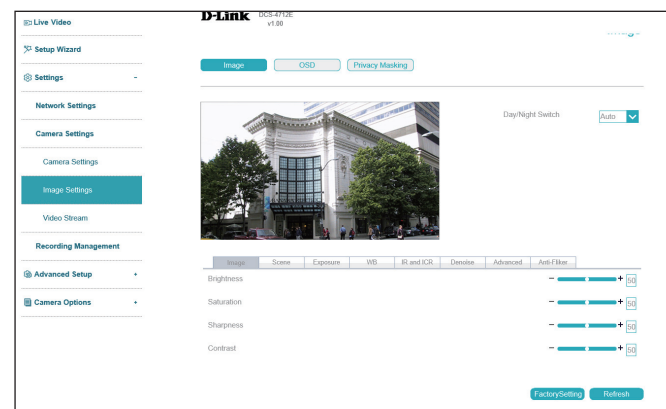 Live Video
Setup Wizard
Settings -
Network Settings
Camera Settings
Camera Settings
Image Settings
Video Stream
Recording Management
Advanced Setup +
Camera Options +
D-Link DCS-4712E
v1.00
Image OSD Privacy Masking
Day/Night Switch Auto
Image Scene Exposure WB IR and ICR Denoise Advanced Anti-Fliker
Brightness - + 50
Saturation - + 50
Sharpness - + 50
Contrast - + 50
FactorySetting Refresh